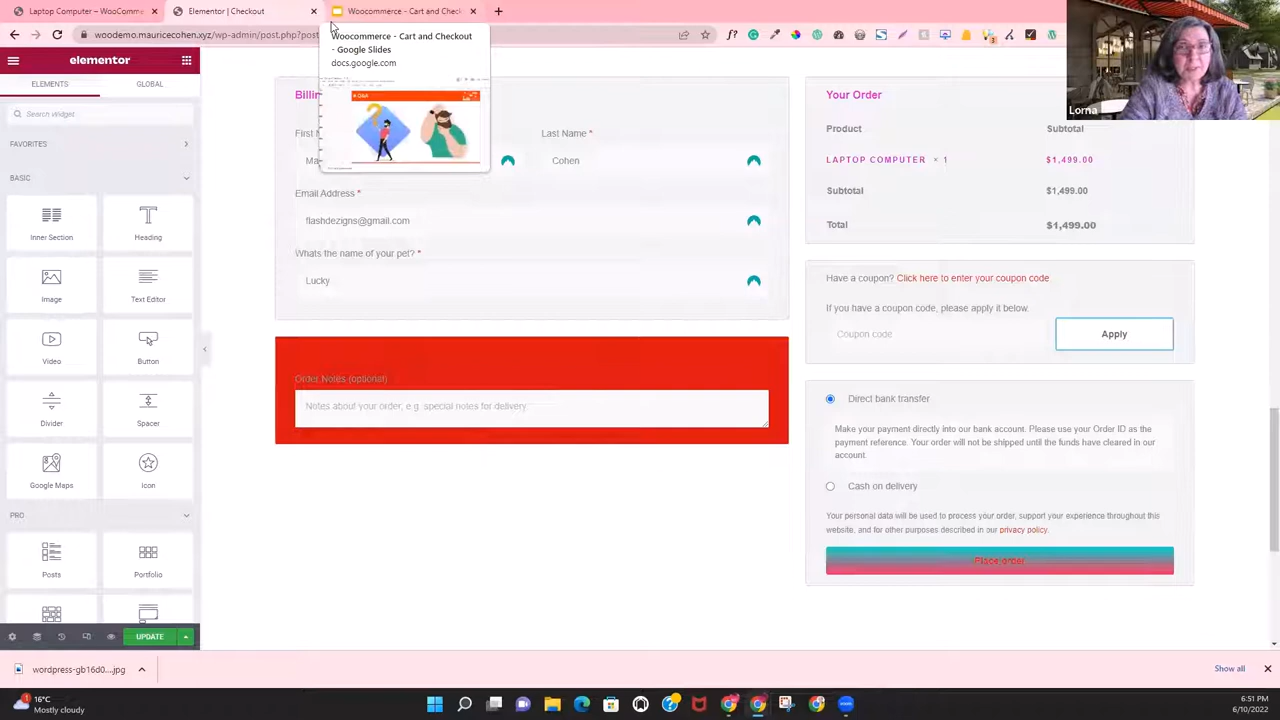 Laptop Computer – WooComme
Elementor | Checkout
Woocommerce - Cart and Check
woodemo.mauricecohen.xyz/wp-admin/post.php?post
Woocommerce - Cart and Checkout
- Google Slides
docs.google.com
elementor
ELEMENTS
GLOBAL
Search Widget
FAVORITES
BASIC
Inner Section
Heading
Image
Text Editor
Video
Button
Divider
Spacer
Google Maps
Icon
PRO
Posts
Portfolio
UPDATE
Billin
First N
Last Name *
Ma
Cohen
Email Address *
flashdezigns@gmail.com
Whats the name of your pet? *
Lucky
Order Notes (optional)
Notes about your order, e.g. special notes for delivery.
Your Order
Product
Subtotal
LAPTOP COMPUTER × 1
$1,499.00
Subtotal
$1,499.00
Total
$1,499.00
Have a coupon? Click here to enter your coupon code
If you have a coupon code, please apply it below.
Coupon code
Apply
Direct bank transfer
Make your payment directly into our bank account. Please use your Order ID as the
payment reference. Your order will not be shipped until the funds have cleared in our
account.
Cash on delivery
Your personal data will be used to process your order, support your experience throughout this
website, and for other purposes described in our privacy policy.
Place order
Lorna
wordpress-gb16d0....jpg
Show all
16°C
Mostly cloudy
6:51 PM
6/10/2022